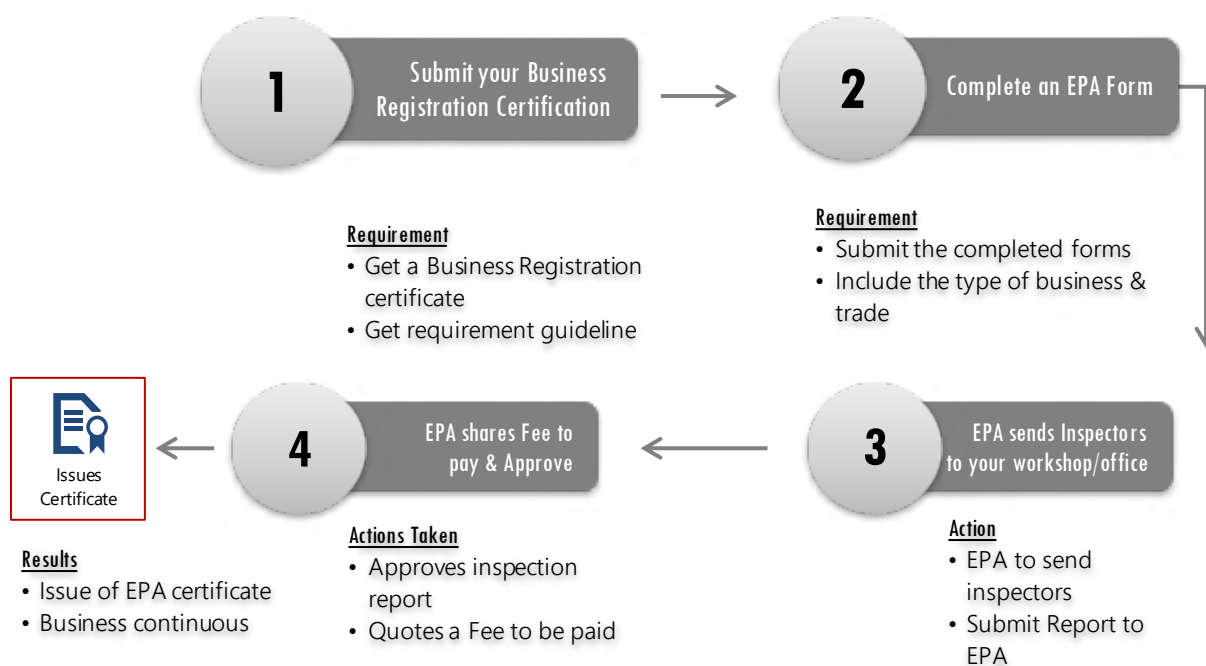 1
Submit your Business
Registration Certification
2
Complete an EPA Form
Requirement
• Get a Business Registration
certificate
• Get requirement guideline
Requirement
• Submit the completed forms
• Include the type of business &
trade
3
EPA sends Inspectors
to your workshop/office
Action
• EPA to send
inspectors
• Submit Report to
EPA
4
EPA shares Fee to
pay & Approve
Actions Taken
• Approves inspection
report
• Quotes a Fee to be paid
Issues
Certificate
Results
• Issue of EPA certificate
• Business continuous